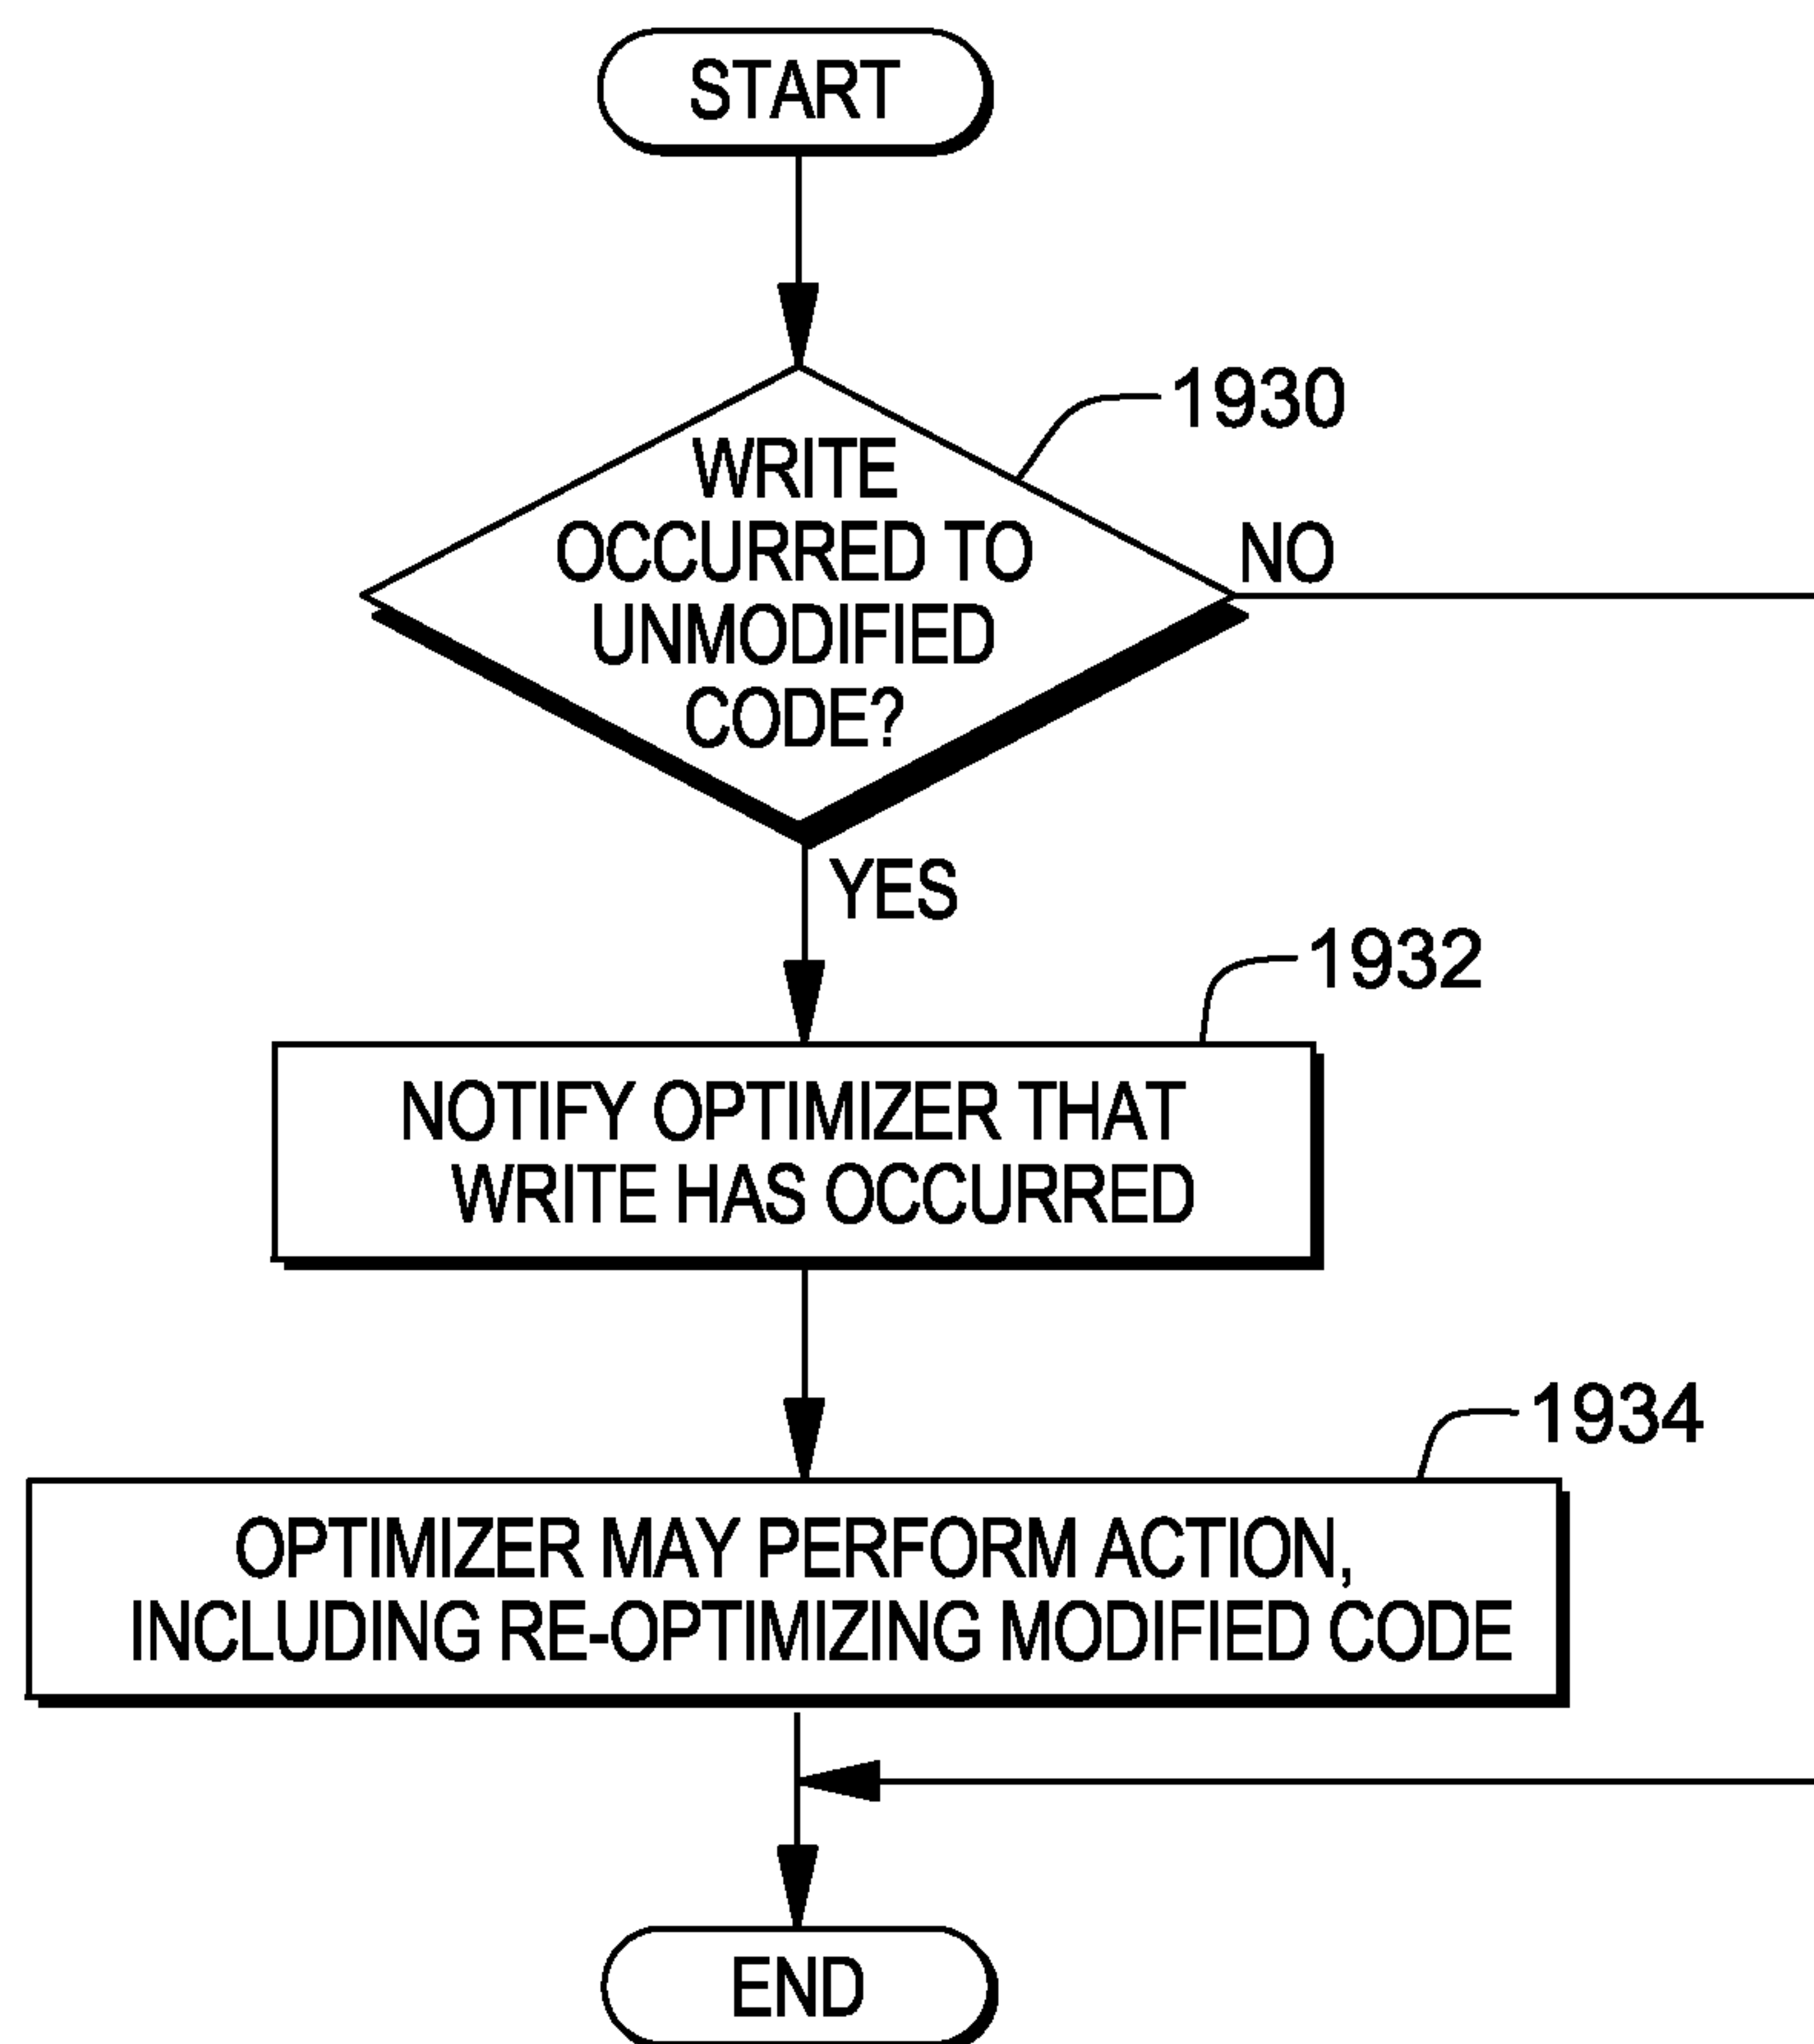 START
1930
WRITE
OCCURRED TO
UNMODIFIED
CODE?
NO
YES
1932
NOTIFY OPTIMIZER THAT
WRITE HAS OCCURRED
1934
OPTIMIZER MAY PERFORM ACTION,
INCLUDING RE-OPTIMIZING MODIFIED CODE
END